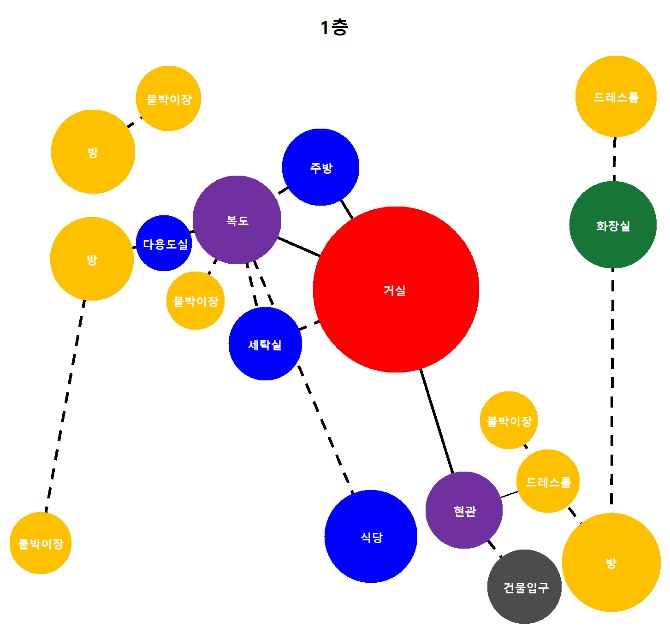 1층
드레스룸
붙박이장
방
주방
복도
화장실
다용도실
방
거실
붙박이장
세탁실
붙박이장
드레스룸
현관
식당
붙박이장
방
건물입구